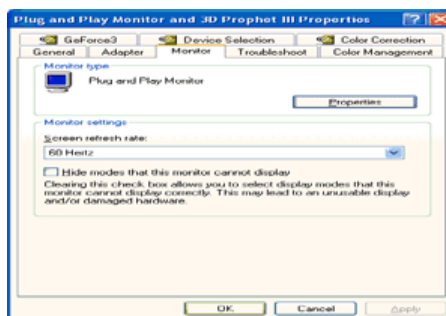 Plug and Play Monitor and 3D Prophet III Properties
GeForce3 Device Selection Color Correction
General Adapter Monitor Troubleshoot Color Management
Monitor type
Plug and Play Monitor
Properties
Monitor settings
Screen refresh rate:
60 Hertz
Hide modes that this monitor cannot display
Clearing this check box allows you to select display modes that this
monitor cannot display correctly. This may lead to an unusable display
and/or damaged hardware.
OK Cancel Apply